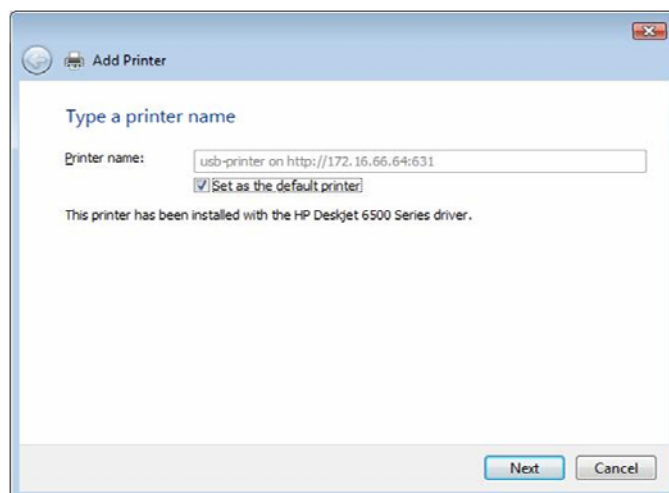 Add Printer
Type a printer name
Printer name:
usb-printer on http://172.16.66.64:631
Set as the default printer
This printer has been installed with the HP Deskjet 6500 Series driver.
Next
Cancel